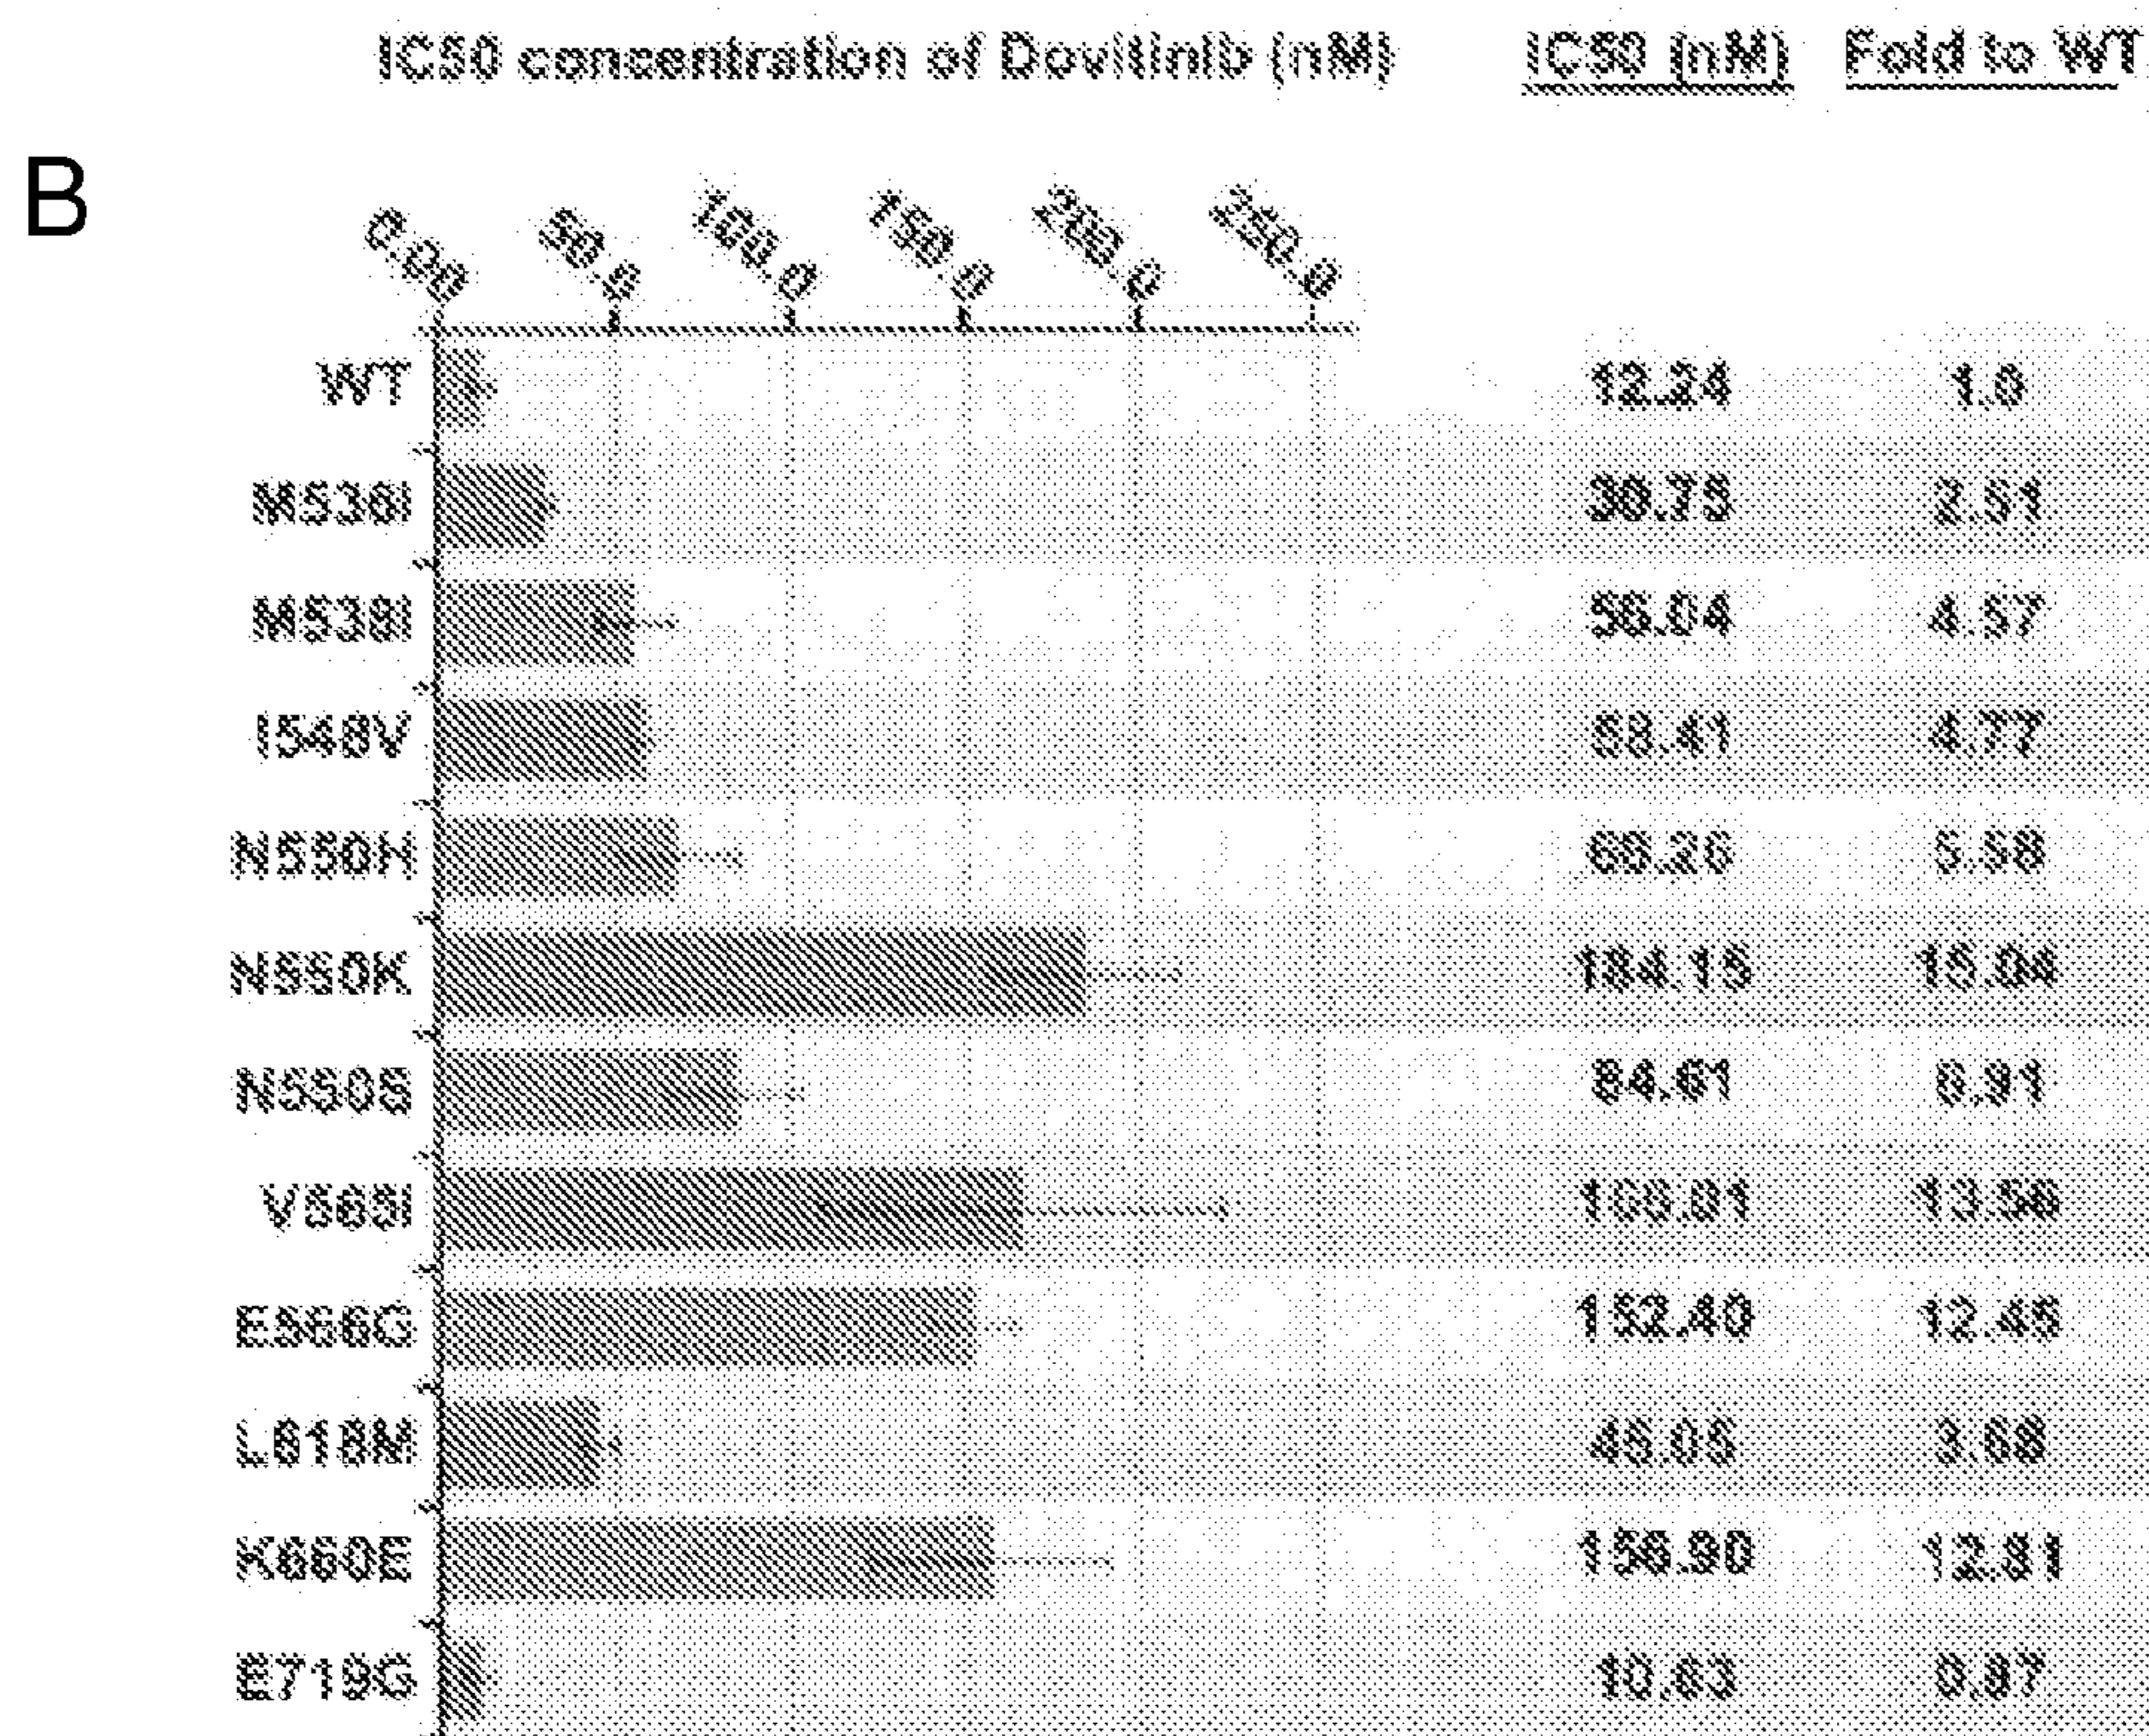 IC50 concentration of Dovitinib (nM) IC50 (nM) Fold to WT
B
0.00 50.0 100.0 150.0 200.0 250.0
WT 12.24 1.0
M536I 30.75 2.51
M538I 56.04 4.57
I548V 58.41 4.77
N550H 68.26 5.58
N550K 184.15 15.04
N550S 84.61 6.91
V565I 166.01 13.56
E566G 152.40 12.45
L618M 45.05 3.68
K660E 156.90 12.81
E719G 10.63 0.87